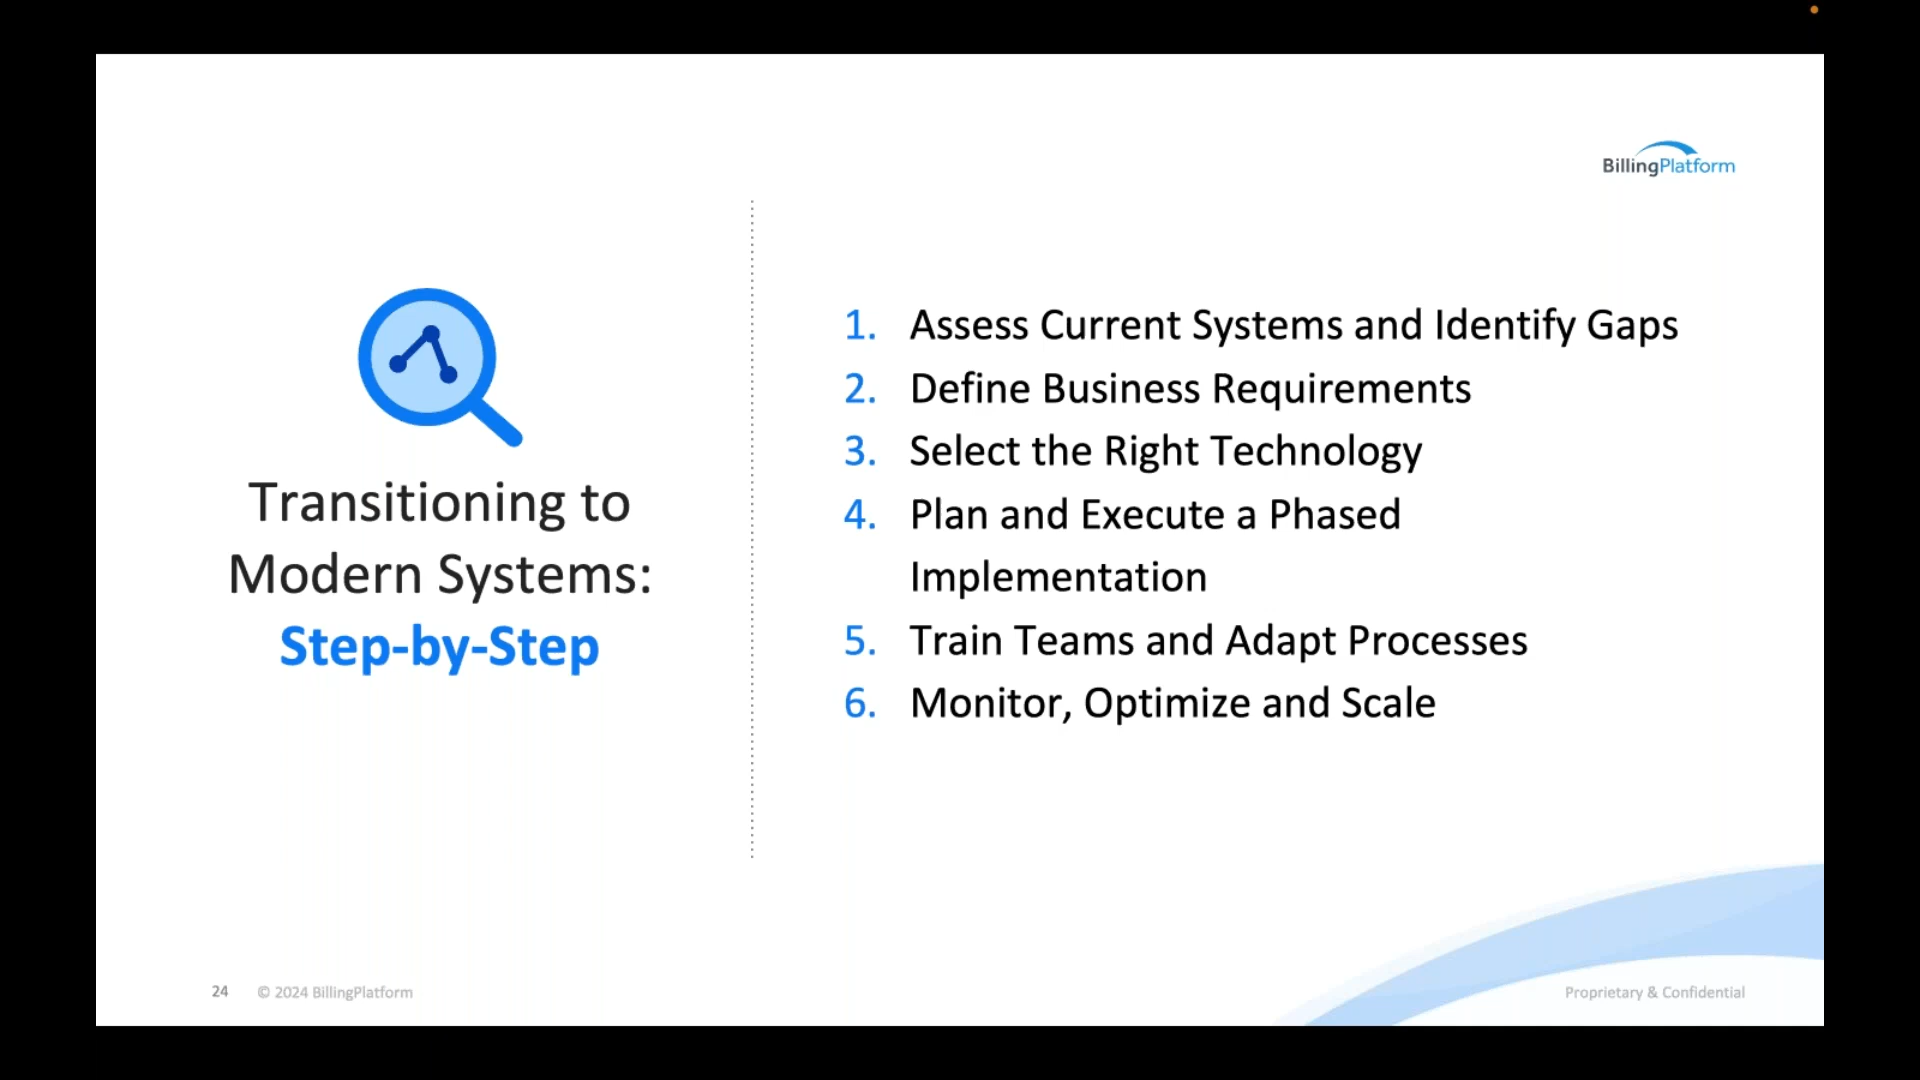 BillingPlatform
Transitioning to
Modern Systems:
Step-by-Step
1. Assess Current Systems and Identify Gaps
2. Define Business Requirements
3. Select the Right Technology
4. Plan and Execute a Phased
Implementation
5. Train Teams and Adapt Processes
6. Monitor, Optimize and Scale
24 © 2024 BillingPlatform
Proprietary & Confidential